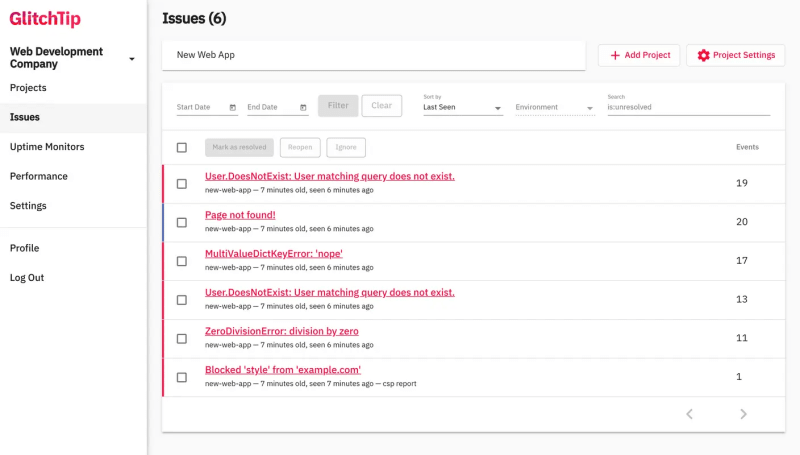 GlitchTip
Web Development
Company
Projects
Issues
Uptime Monitors
Performance
Settings
Profile
Log Out
Issues (6)
New Web App
Add Project
Project Settings
Start Date
End Date
Filter
Clear
Sort by
Last Seen
Environment
Search
is:unresolved
Mark as resolved
Reopen
Ignore
Events
User.DoesNotExist: User matching query does not exist.
new-web-app — 7 minutes old, seen 6 minutes ago
19
Page not found!
new-web-app — 7 minutes old, seen 6 minutes ago
20
MultiValueDictKeyError: 'nope'
new-web-app — 7 minutes old, seen 6 minutes ago
17
User.DoesNotExist: User matching query does not exist.
new-web-app — 7 minutes old, seen 6 minutes ago
13
ZeroDivisionError: division by zero
new-web-app — 7 minutes old, seen 6 minutes ago
11
Blocked 'style' from 'example.com'
new-web-app — 7 minutes old, seen 7 minutes ago — csp report
1